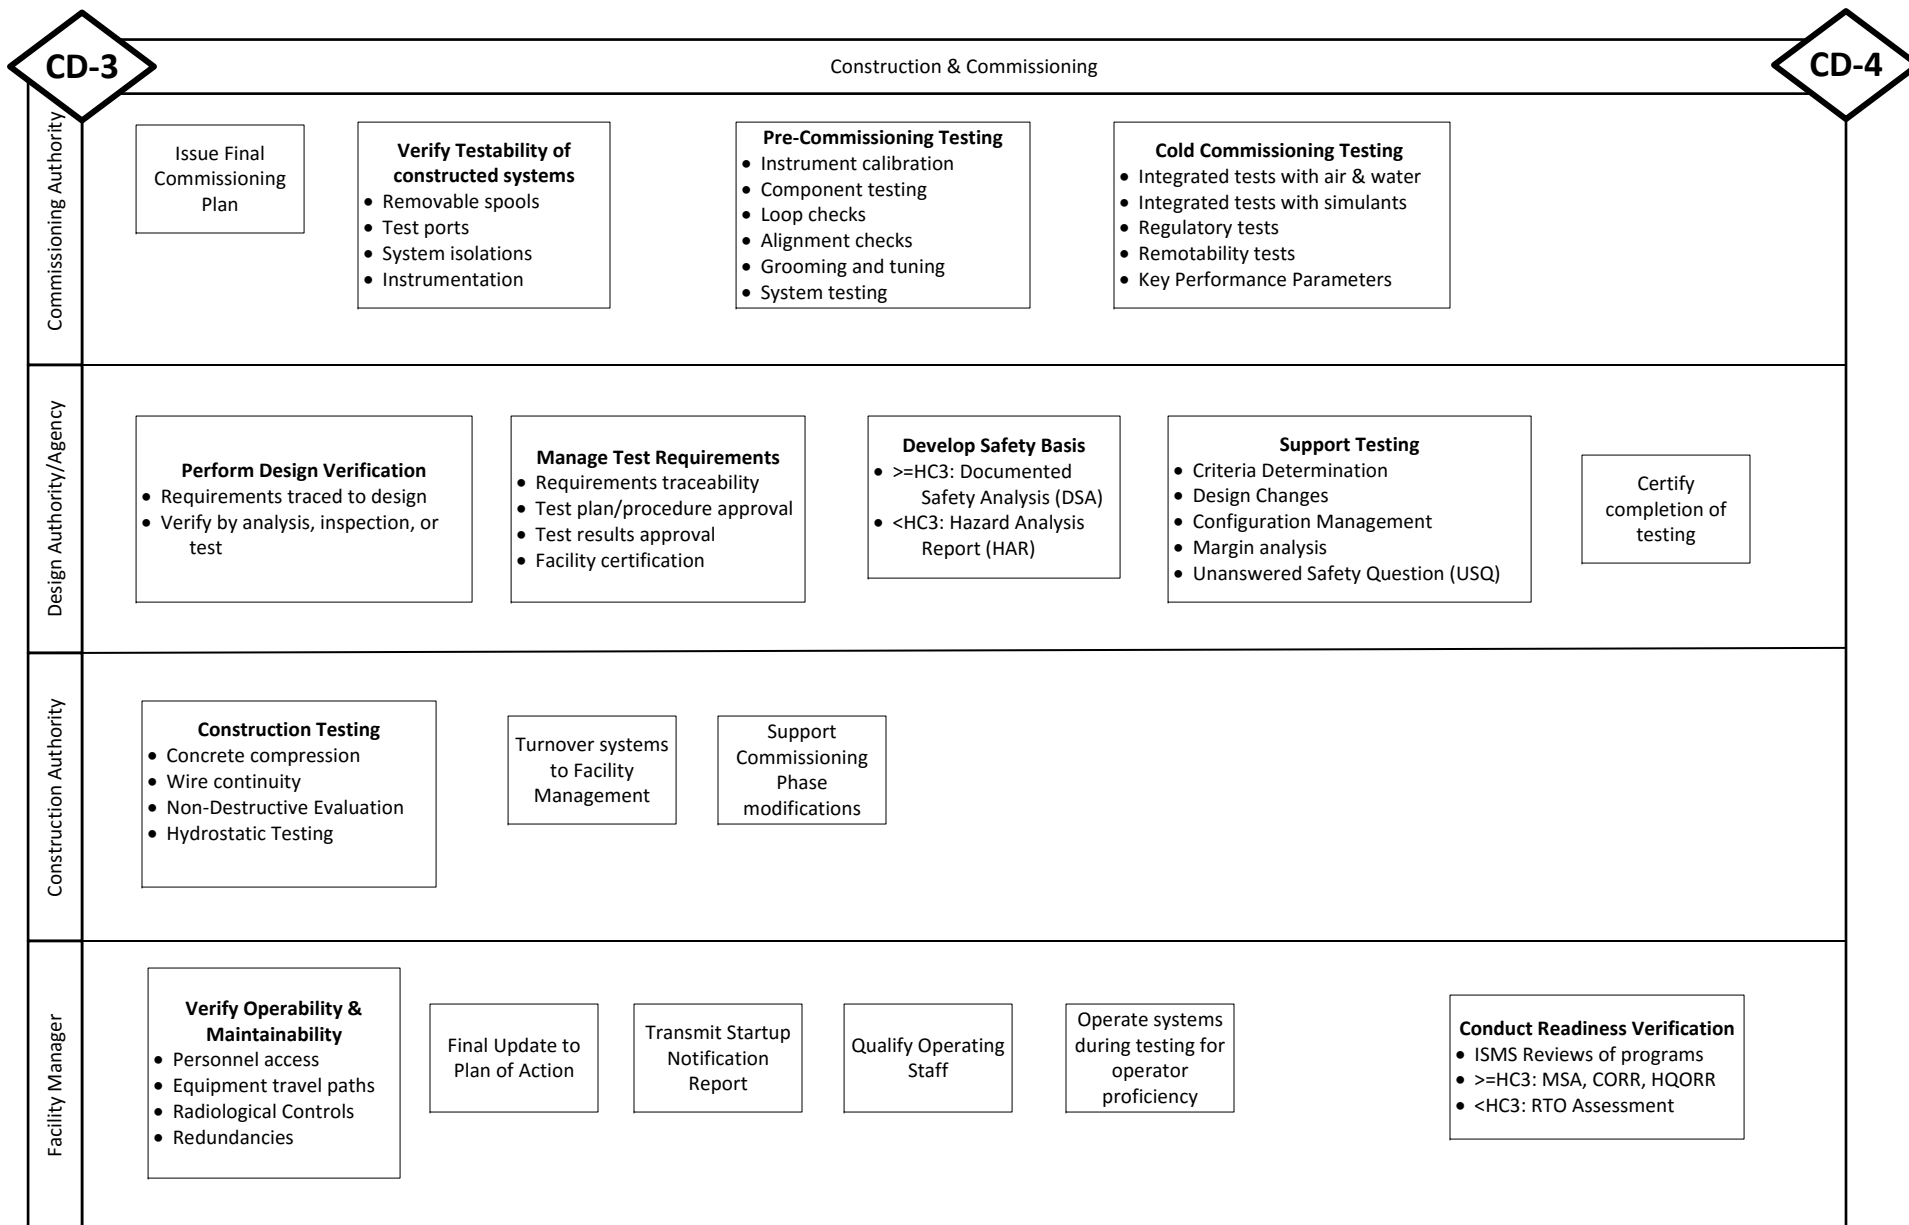 CD-3
Construction & Commissioning
CD-4
Commissioning Authority
Issue Final
Commissioning
Plan
Verify Testability of
constructed systems
• Removable spools
• Test ports
• System isolations
• Instrumentation
Pre-Commissioning Testing
• Instrument calibration
• Component testing
• Loop checks
• Alignment checks
• Grooming and tuning
• System testing
Cold Commissioning Testing
• Integrated tests with air & water
• Integrated tests with simulants
• Regulatory tests
• Remotability tests
• Key Performance Parameters
Design Authority/Agency
Perform Design Verification
• Requirements traced to design
• Verify by analysis, inspection, or
test
Manage Test Requirements
• Requirements traceability
• Test plan/procedure approval
• Test results approval
• Facility certification
Develop Safety Basis
• >=HC3: Documented
Safety Analysis (DSA)
• <HC3: Hazard Analysis
Report (HAR)
Support Testing
• Criteria Determination
• Design Changes
• Configuration Management
• Margin analysis
• Unanswered Safety Question (USQ)
Certify
completion of
testing
Construction Authority
Construction Testing
• Concrete compression
• Wire continuity
• Non-Destructive Evaluation
• Hydrostatic Testing
Turnover systems
to Facility
Management
Support
Commissioning
Phase
modifications
Facility Manager
Verify Operability &
Maintainability
• Personnel access
• Equipment travel paths
• Radiological Controls
• Redundancies
Final Update to
Plan of Action
Transmit Startup
Notification
Report
Qualify Operating
Staff
Operate systems
during testing for
operator
proficiency
Conduct Readiness Verification
• ISMS Reviews of programs
• >=HC3: MSA, CORR, HQORR
• <HC3: RTO Assessment